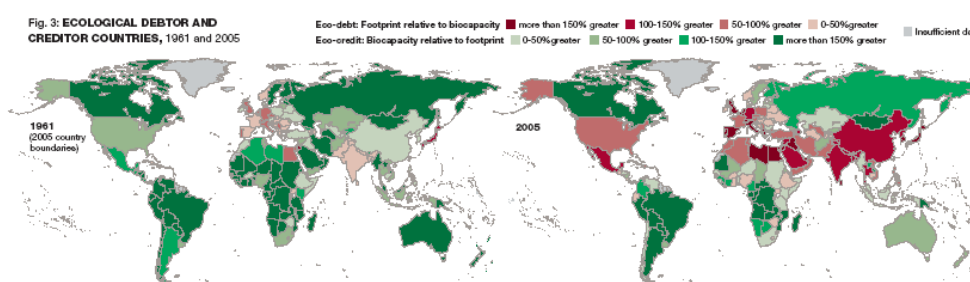 Fig. 3: ECOLOGICAL DEBTOR AND
CREDITOR COUNTRIES, 1961 and 2005
Eco-debt: Footprint relative to biocapacity more than 150% greater 100-150% greater 50-100% greater 0-50%greater
Eco-credit: Biocapacity relative to footprint 0-50%greater 50-100% greater 100-150% greater more than 150% greater
Insufficient da
1961
(2005 country
boundaries)
2005